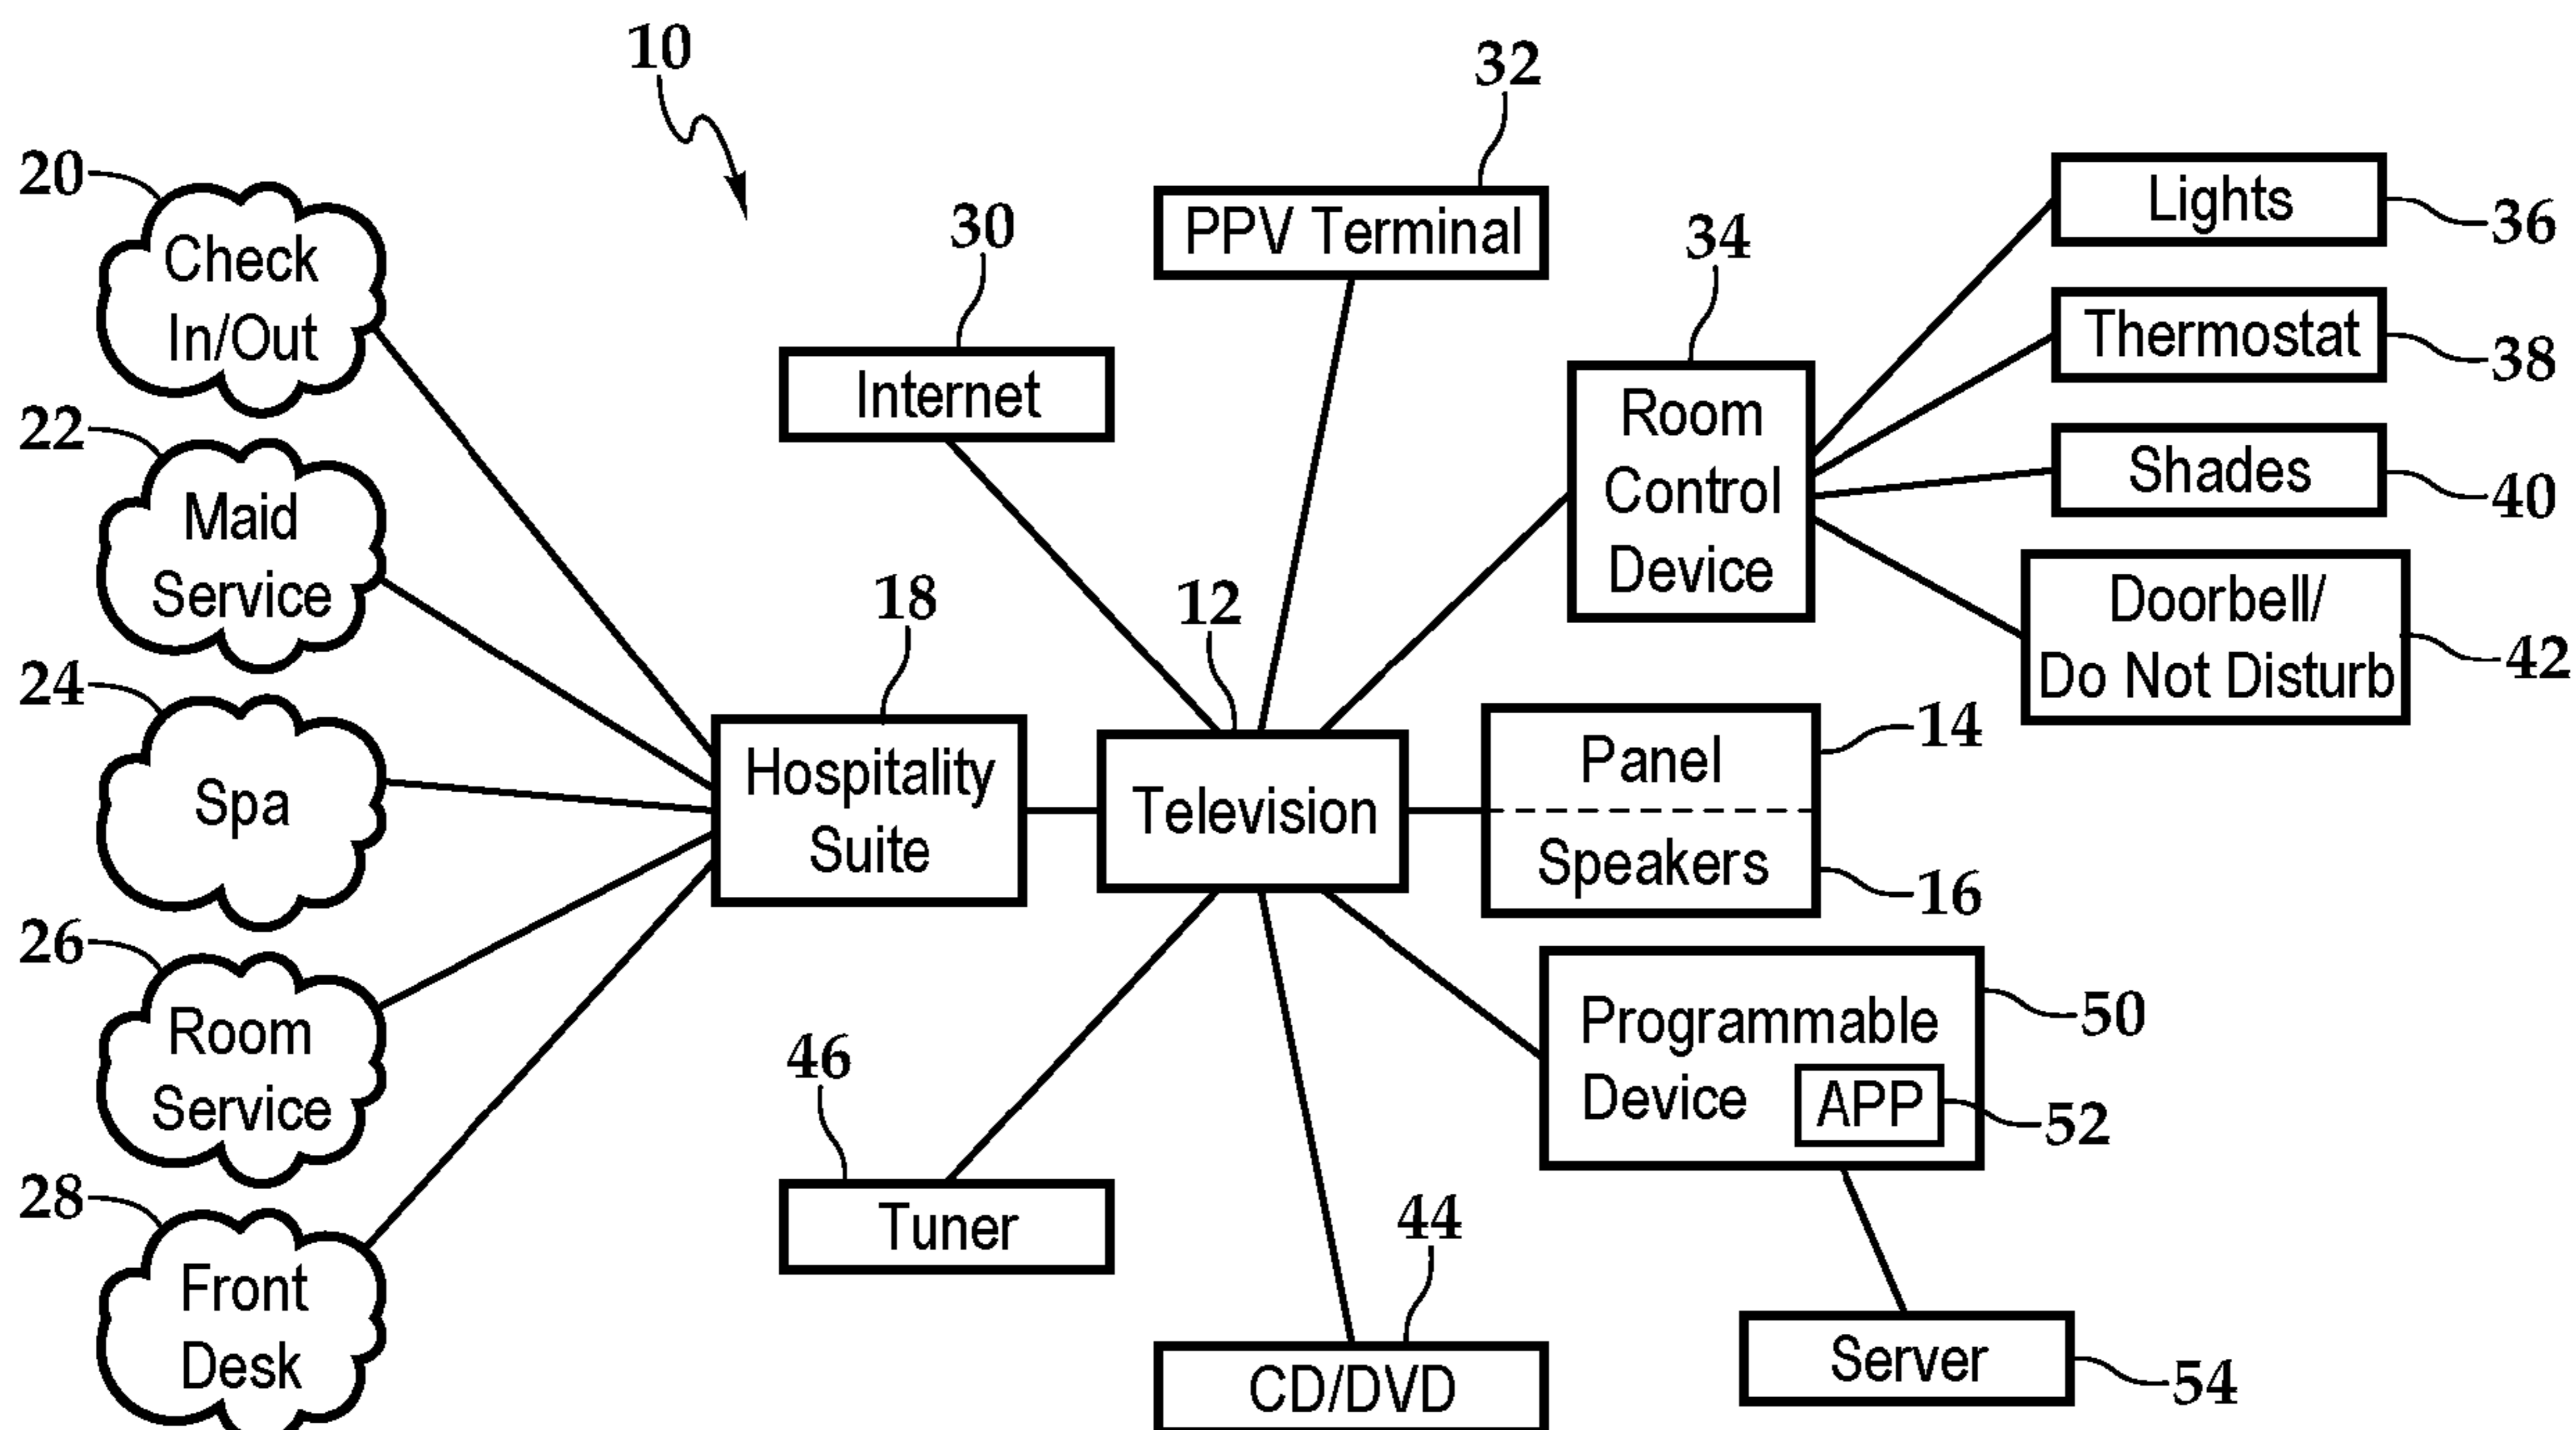 10
32
20
Check
In/Out
30
PPV Terminal
34
Lights
36
Internet
Thermostat
38
22
Maid
Service
Room
Control
Device
Shades
40
18
12
Doorbell/
Do Not Disturb
42
24
Spa
Hospitality
Suite
Television
Panel
14
Speakers
16
26
Room
Service
46
Programmable
Device
50
APP
52
28
Front
Desk
Tuner
44
CD/DVD
Server
54